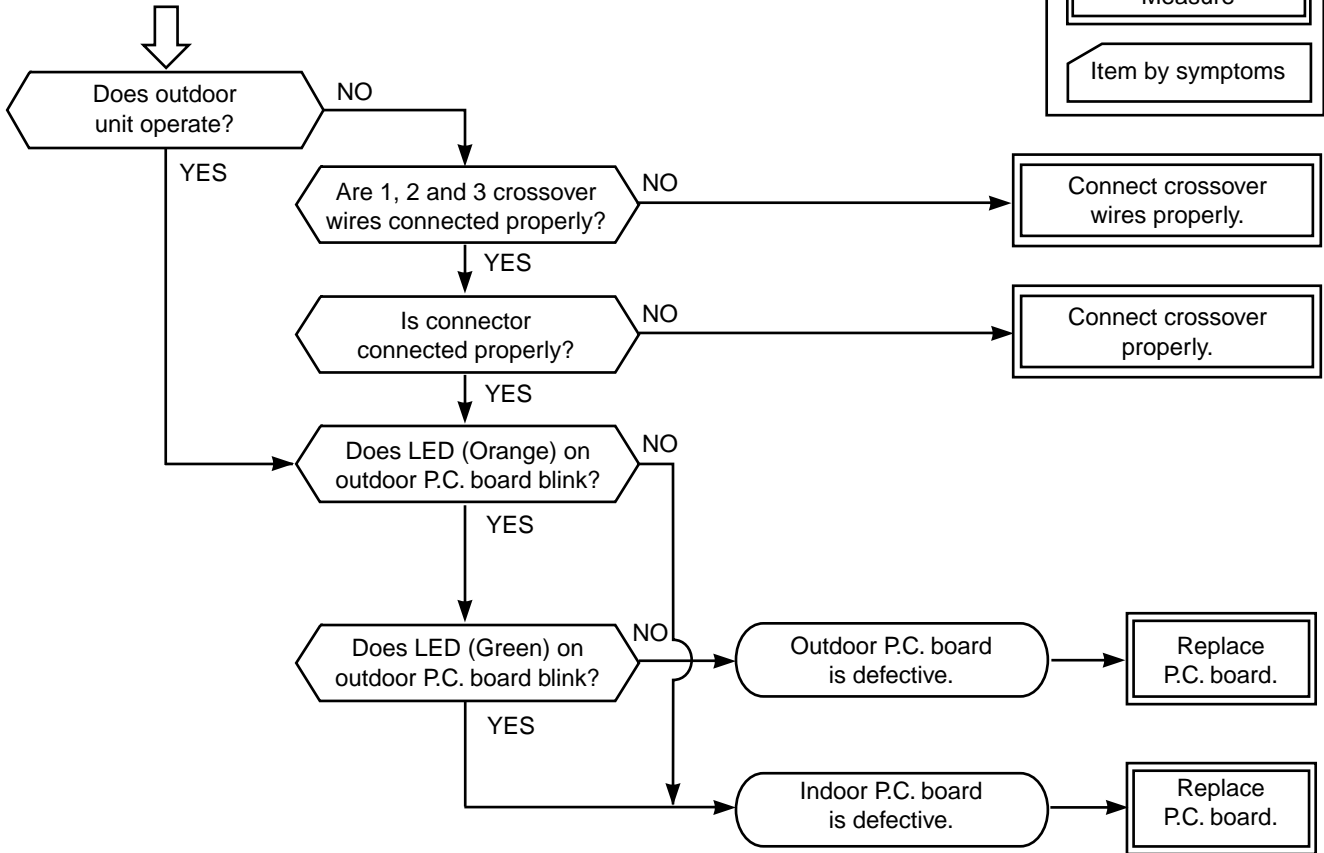 Measure
Item by symptoms
Does outdoor
unit operate?
NO
YES
Are 1, 2 and 3 crossover
wires connected properly?
NO
Connect crossover
wires properly.
YES
Is connector
connected properly?
NO
Connect crossover
properly.
YES
Does LED (Orange) on
outdoor P.C. board blink?
NO
YES
Does LED (Green) on
outdoor P.C. board blink?
NO
Outdoor P.C. board
is defective.
Replace
P.C. board.
YES
Indoor P.C. board
is defective.
Replace
P.C. board.